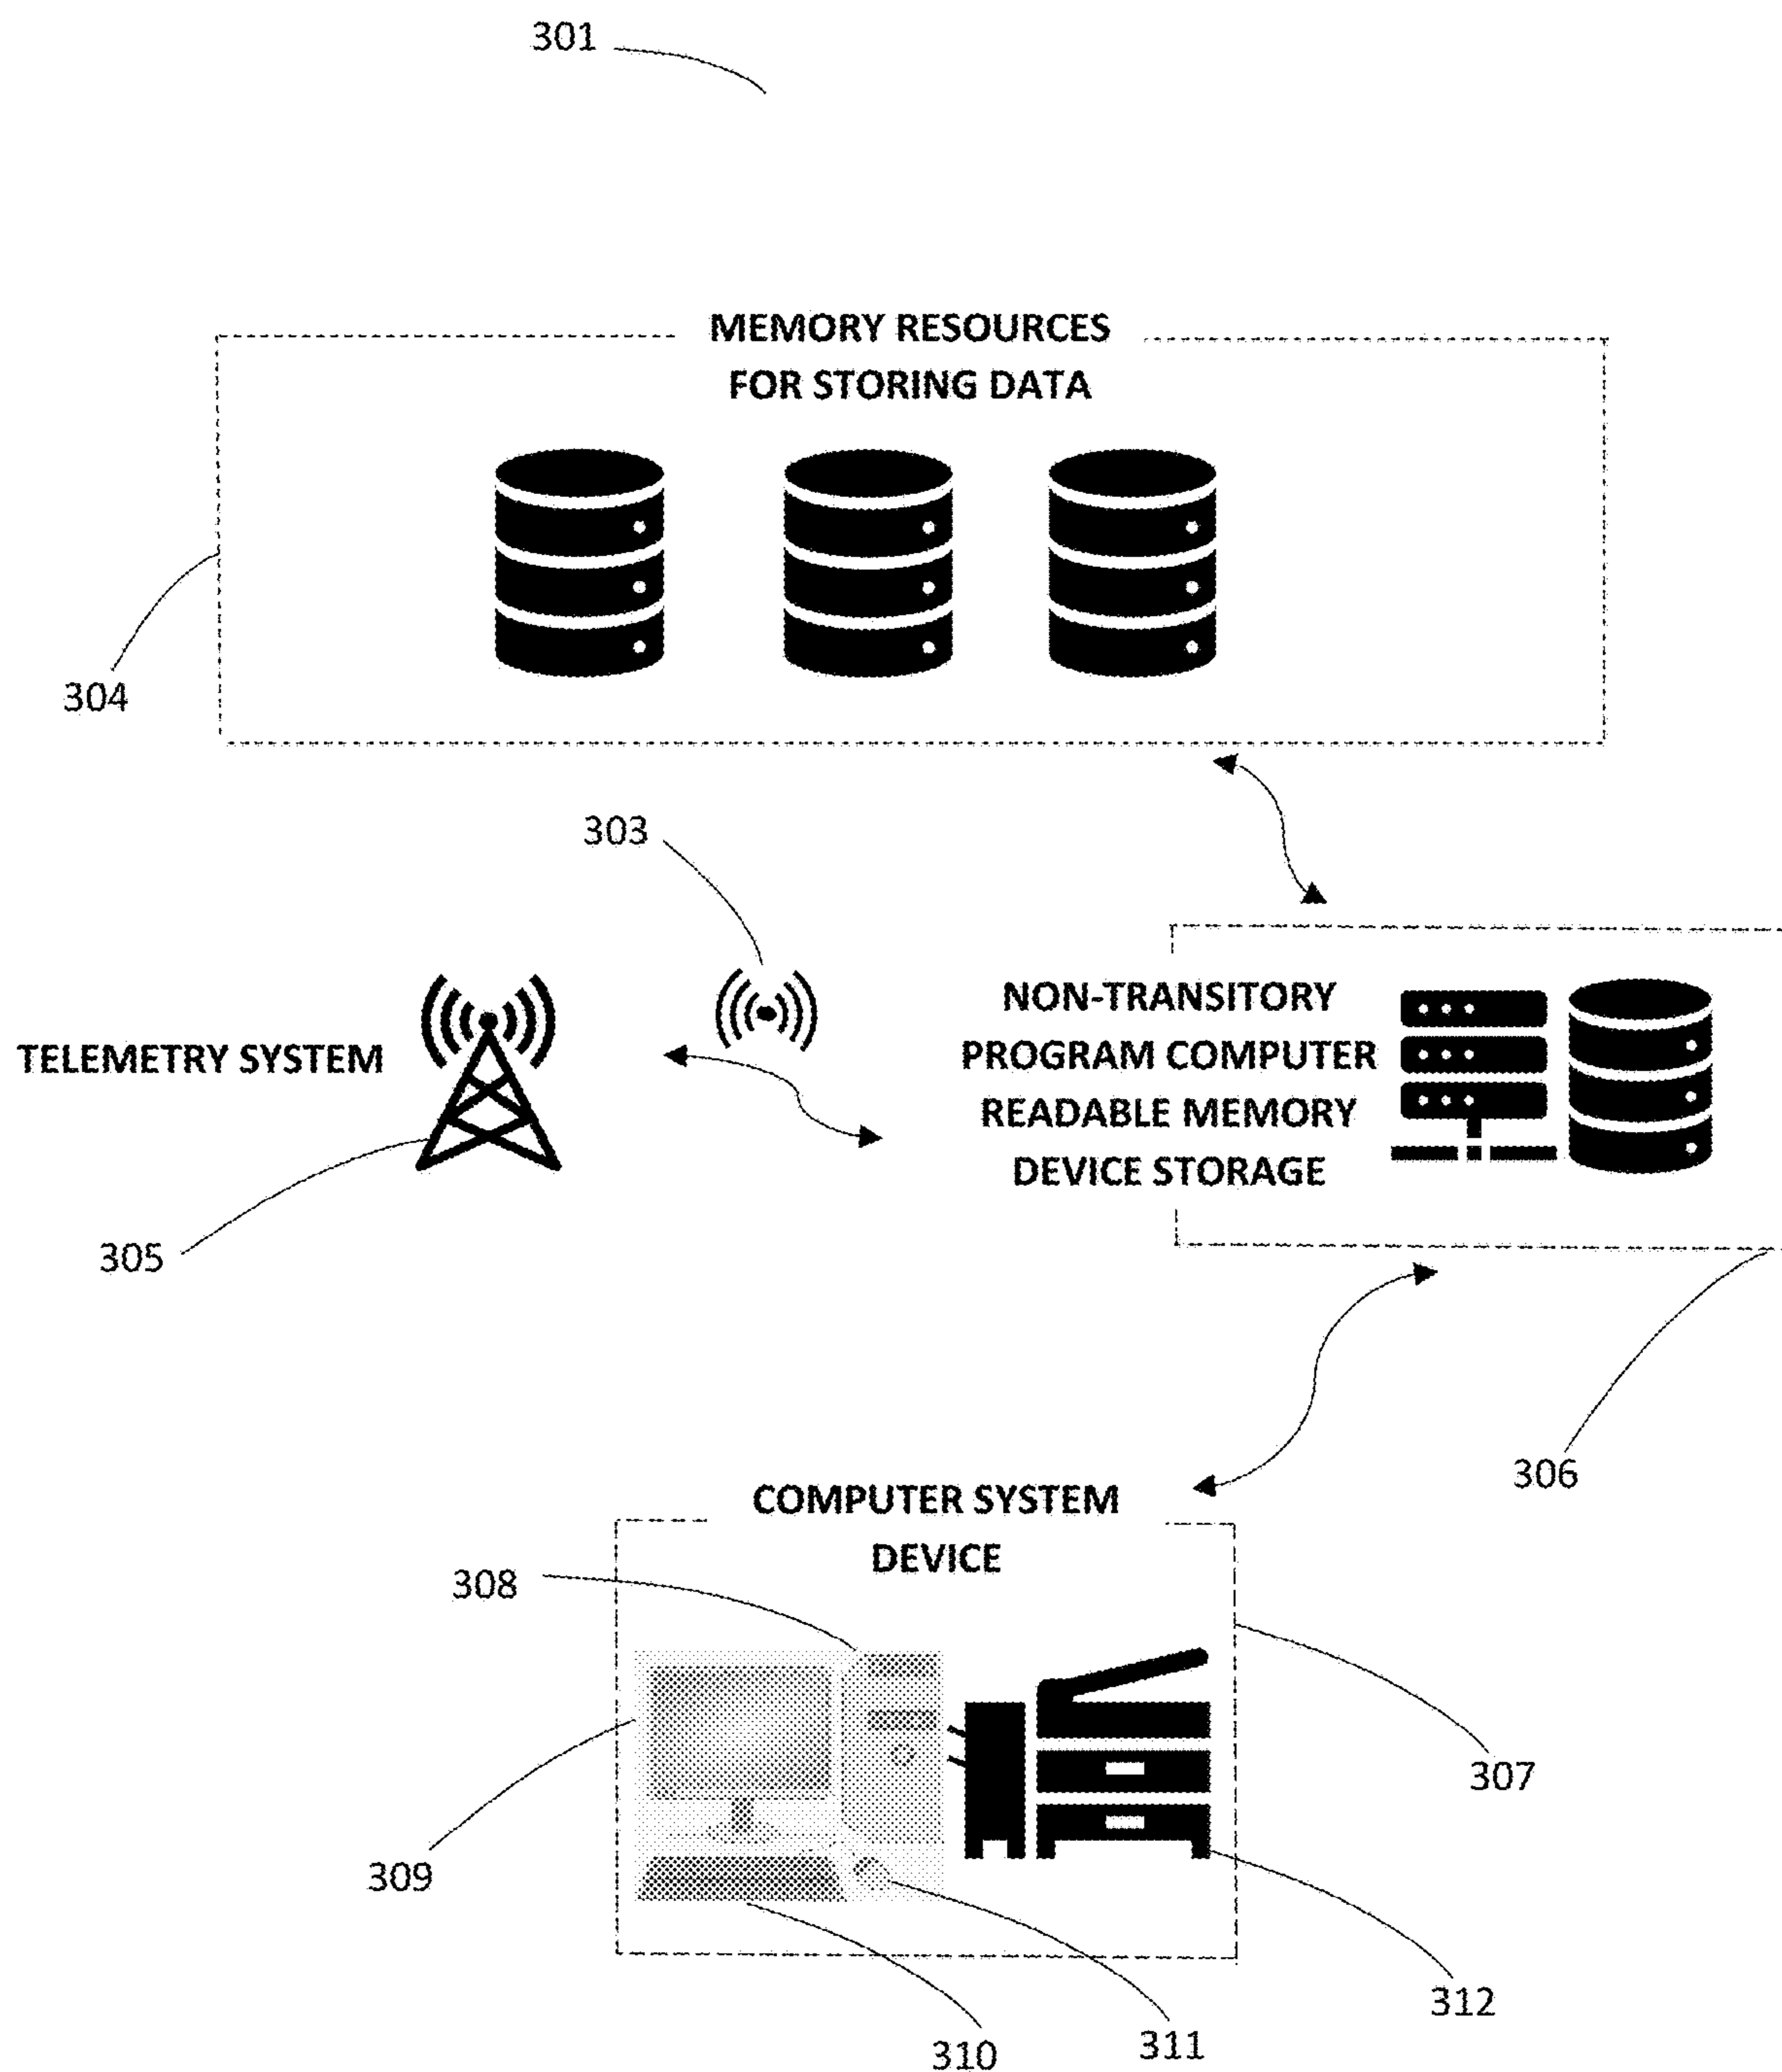 301
MEMORY RESOURCES
FOR STORING DATA
304
303
TELEMETRY SYSTEM
NON-TRANSITORY
PROGRAM COMPUTER
READABLE MEMORY
DEVICE STORAGE
305
306
COMPUTER SYSTEM
DEVICE
308
307
309
312
310
311